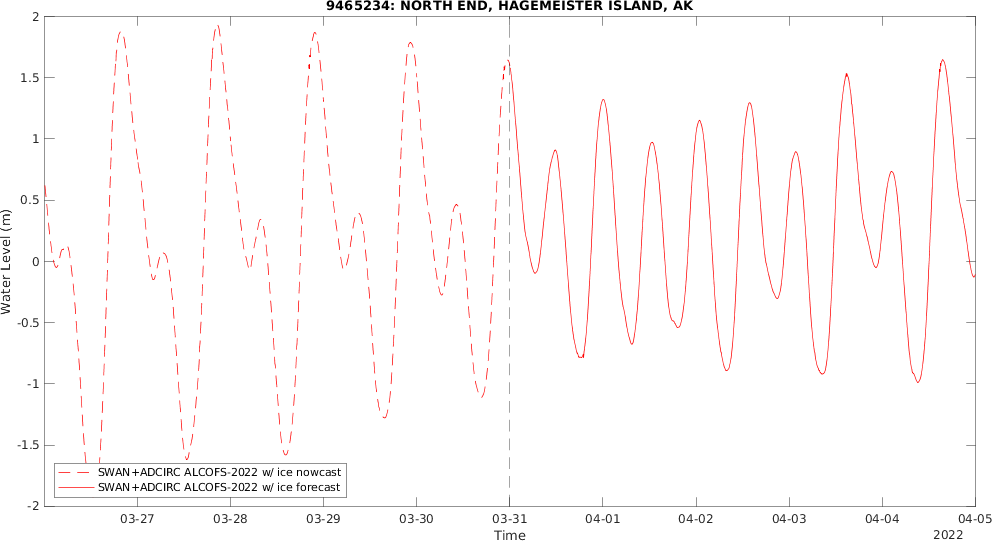 9465234: NORTH END, HAGEMEISTER ISLAND, AK
2
1.5
1
0.5
0
-0.5
-1
-1.5
-2
Water Level (m)
SWAN+ADCIRC ALCOFS-2022 w/ ice nowcast
SWAN+ADCIRC ALCOFS-2022 w/ ice forecast
03-27 03-28 03-29 03-30 03-31 04-01 04-02 04-03 04-04 04-05
Time
2022